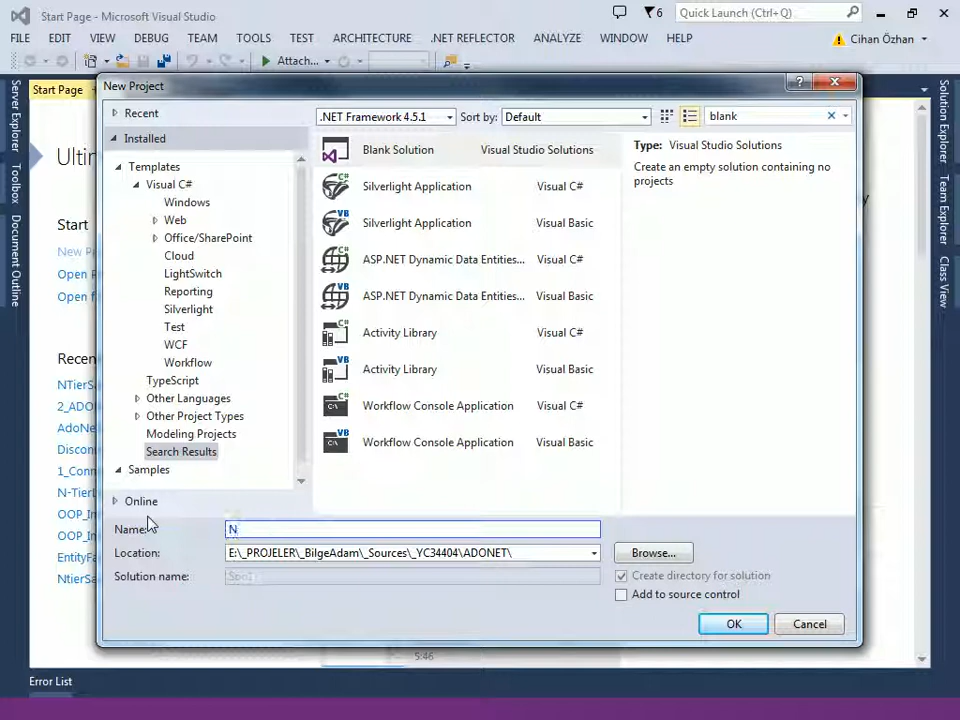 Start Page - Microsoft Visual Studio
6
Quick Launch (Ctrl+Q)
FILE EDIT VIEW DEBUG TEAM TOOLS TEST ARCHITECTURE .NET REFLECTOR ANALYZE WINDOW HELP
Cihan Özhan
Attach...
Start Page
Server Explorer
Toolbox
Document Outline
Solution Explorer
Team Explorer
Class View
Start
Open
Open
1_Conn
N-TierL
OOP_In
OOP_In
EntityFa
NtierSa
New Project
Recent
.NET Framework 4.5.1
Sort by: Default
blank
Installed
Templates
Visual C#
Windows
Web
Office/SharePoint
Cloud
LightSwitch
Reporting
Silverlight
Test
WCF
Workflow
TypeScript
Other Languages
Other Project Types
Modeling Projects
Search Results
Samples
Online
Blank Solution Visual Studio Solutions
Silverlight Application Visual C#
Silverlight Application Visual Basic
ASP.NET Dynamic Data Entities... Visual C#
ASP.NET Dynamic Data Entities... Visual Basic
Activity Library Visual C#
Activity Library Visual Basic
Workflow Console Application Visual C#
Workflow Console Application Visual Basic
Type: Visual Studio Solutions
Create an empty solution containing no
projects
Name: N
Location: E:\_PROJELER\_BilgeAdam\_Sources\_YC34404\ADONET\
Browse...
Solution name:
Create directory for solution
Add to source control
OK Cancel
5:46
Error List